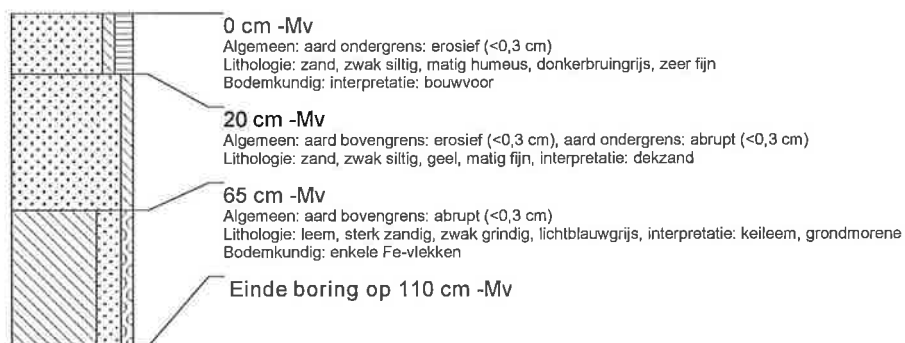 0 cm -Mv
Algemeen: aard ondergrens: erosief (<0,3 cm)
Lithologie: zand, zwak siltig, matig humeus, donkerbruingrijs, zeer fijn
Bodemkundig: interpretatie: bouwvoor
20 cm -Mv
Algemeen: aard bovengrens: erosief (<0,3 cm), aard ondergrens: abrupt (<0,3 cm)
Lithologie: zand, zwak siltig, geel, matig fijn, interpretatie: dekzand
65 cm -Mv
Algemeen: aard bovengrens: abrupt (<0,3 cm)
Lithologie: leem, sterk zandig, zwak grindig, lichtblauwgrijs, interpretatie: keileem, grondmorene
Bodemkundig: enkele Fe-vlekken
Einde boring op 110 cm -Mv